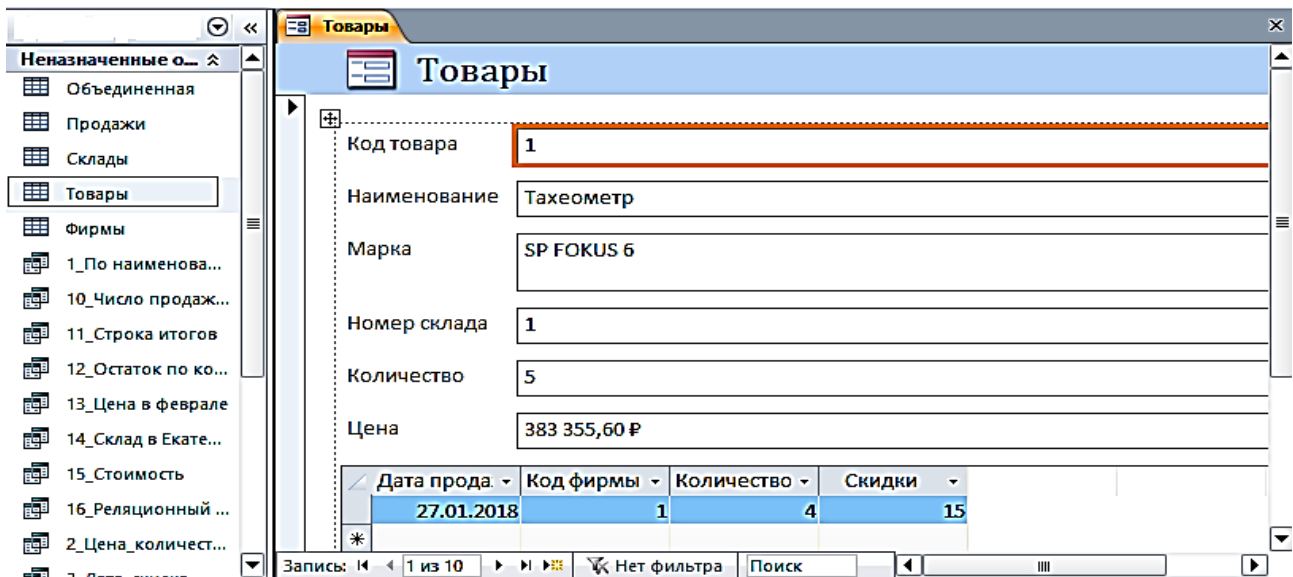 Товары
Неназначенные о...
Объединенная
Продажи
Склады
Товары
Фирмы
1_По наименова...
10_Число продаж...
11_Строка итогов
12_Остаток по ко...
13_Цена в феврале
14_Склад в Екате...
15_Стоимость
16_Реляционный ...
2_Цена_количест...
Товары
Код товара 1
Наименование Тахеометр
Марка SP FOKUS 6
Номер склада 1
Количество 5
Цена 383 355,60 ₽
Дата прода Код фирмы Количество Скидки
27.01.2018 1 4 15
Запись: 1 из 10 Нет фильтра Поиск